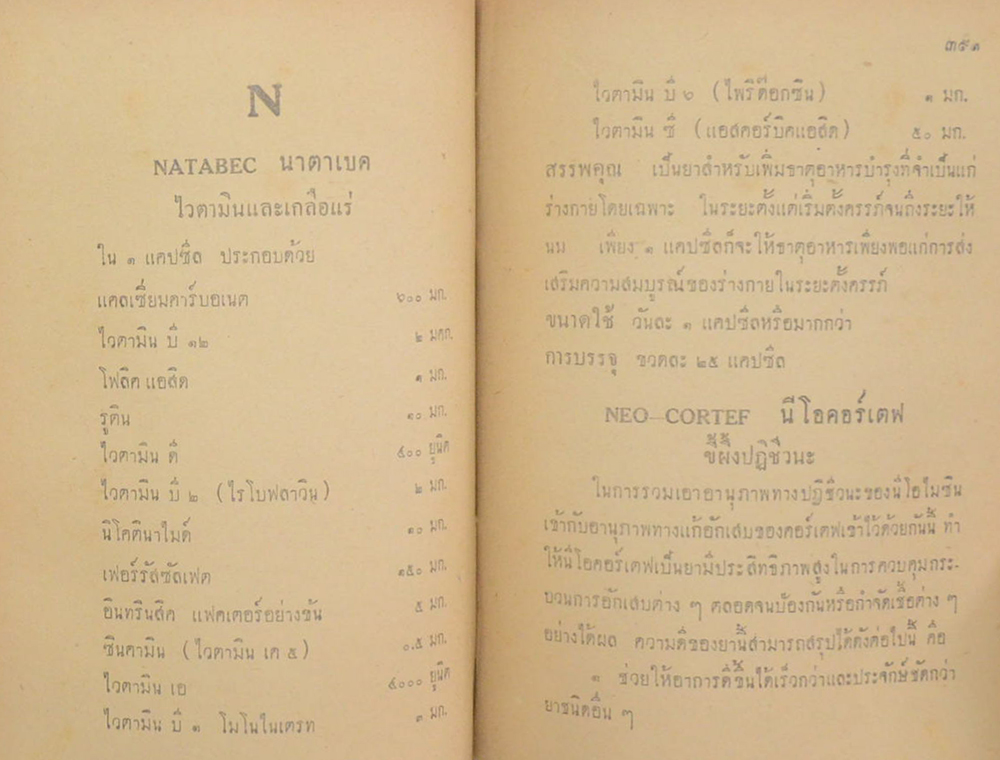 N
NATABEC นาตาเบค
ไวตามินและเกลือแร่
ใน ๑ แคปซึล ประกอบด้วย
แคลเซี่ยมคาร์บอเนต ๖๐๐ มก.
ไวตามิน บี ๑๒ ๒ มคก.
โฟลิค แอสิด ๑ มก.
รูติน ๑๐ มก.
ไวตามิน ดี ๔๐๐ ยูนิต
ไวตามิน บี ๒ (ไรโบฟลาวิน) ๒ มก.
นิโคตินาไมด์ ๑๐ มก.
เฟอร์รัสซัลเฟต ๑๕๐ มก.
อินทรินสิค แฟคเตอร์อย่างข้น ๕ มก.
ซินคามิน (ไวตามิน เค ๕) ๐.๕ มก.
ไวตามิน เอ ๔๐๐๐ ยูนิต
ไวตามิน บี ๑ โมโนไนเตรท ๓ มก.
๓๙๑
ไวตามิน บี ๖ (ไพริด๊อกซิน) ๑ มก.
ไวตามิน ซี (แอสคอร์บิคแอสิด) ๕๐ มก.
สรรพคุณ เป็นยาสำหรับเพิ่มธาตุอาหารบำรุงที่จำเป็นแก่
ร่างกายโดยเฉพาะ ในระยะตั้งแต่เริ่มตั้งครรภ์จนถึงระยะให้
นม เพียง ๑ แคปซึลก็จะให้ธาตุอาหารเพียงพอแก่การส่ง
เสริมความสมบูรณ์ของร่างกายในระยะตั้งครรภ์
ขนาดใช้ วันละ ๑ แคปซึลหรือมากกว่า
การบรรจุ ขวดละ ๒๕ แคปซึล
NEO-CORTEF นีโอคอร์เตฟ
ขี้ผึ้งปฏิชีวนะ
ในการรวมเอาอานุภาพทางปฏิชีวนะของนีโอไมซิน
เข้ากับอานุภาพทางแก้อักเสบของคอร์เตฟเข้าไว้ด้วยกันนี้ ทำ
ให้นีโอคอร์เตฟเป็นยามีประสิทธิภาพสูงในการควบคุมกระ-
บวนการอักเสบต่าง ๆ ตลอดจนป้องกันหรือกำจัดเชื้อต่าง ๆ
อย่างได้ผล ความดีของยานี้สามารถสรุปได้ดังต่อไปนี้ คือ
๑ ช่วยให้อาการดีขึ้นได้เร็วกว่าและประจักษ์ชัดกว่า
ยาชนิดอื่น ๆ